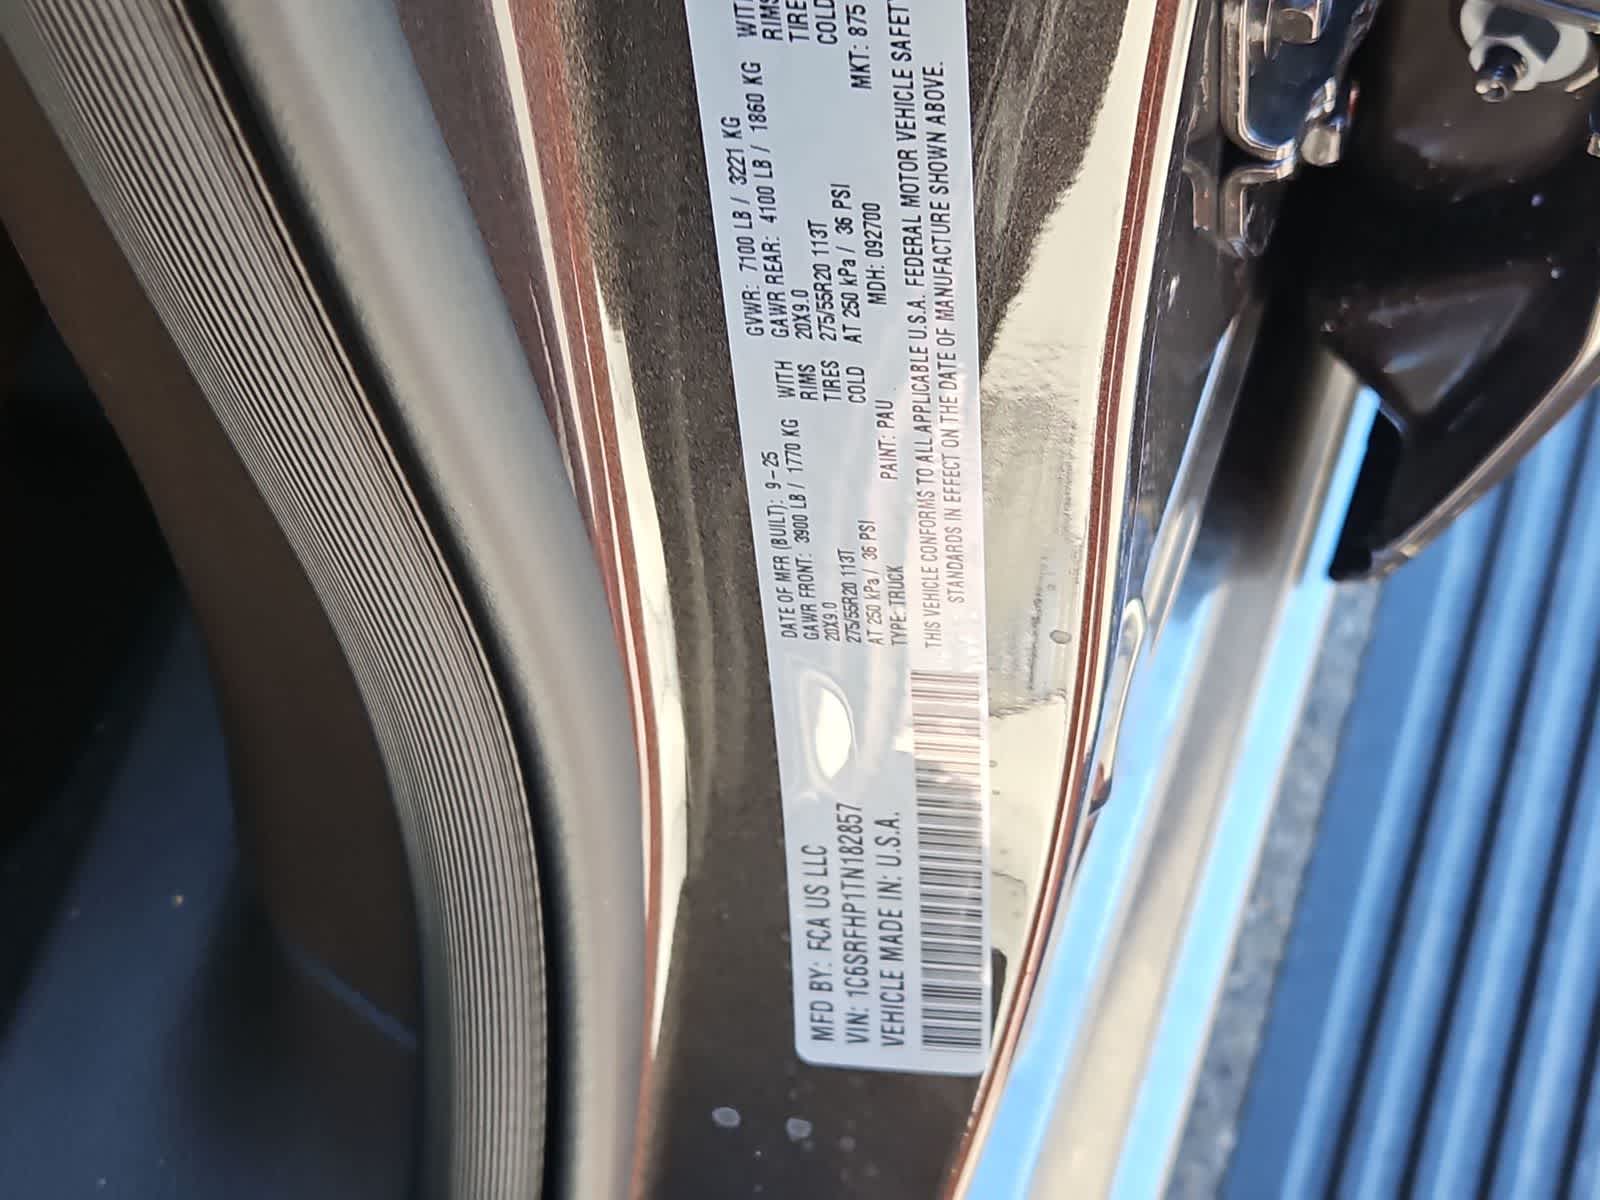 MFD BY: FCA US LLC
VIN: 1C6SRFHP1TN182857
VEHICLE MADE IN: U.S.A.
DATE OF MFR (BUILT): 9-25
GAWR FRONT: 3900 LB / 1770 KG WITH
20X9.0 RIMS
275/55R20 113T TIRES
AT 250 kPa / 36 PSI COLD
TYPE: TRUCK PAINT: PAU
GVWR: 7100 LB / 3221 KG
GAWR REAR: 4100 LB / 1860 KG WIT
20X9.0 RIMS
275/55R20 113T TIRE
AT 250 kPa / 36 PSI COLD
MDH: 092700 MKT: 875
THIS VEHICLE CONFORMS TO ALL APPLICABLE U.S.A. FEDERAL MOTOR VEHICLE SAFETY
STANDARDS IN EFFECT ON THE DATE OF MANUFACTURE SHOWN ABOVE.